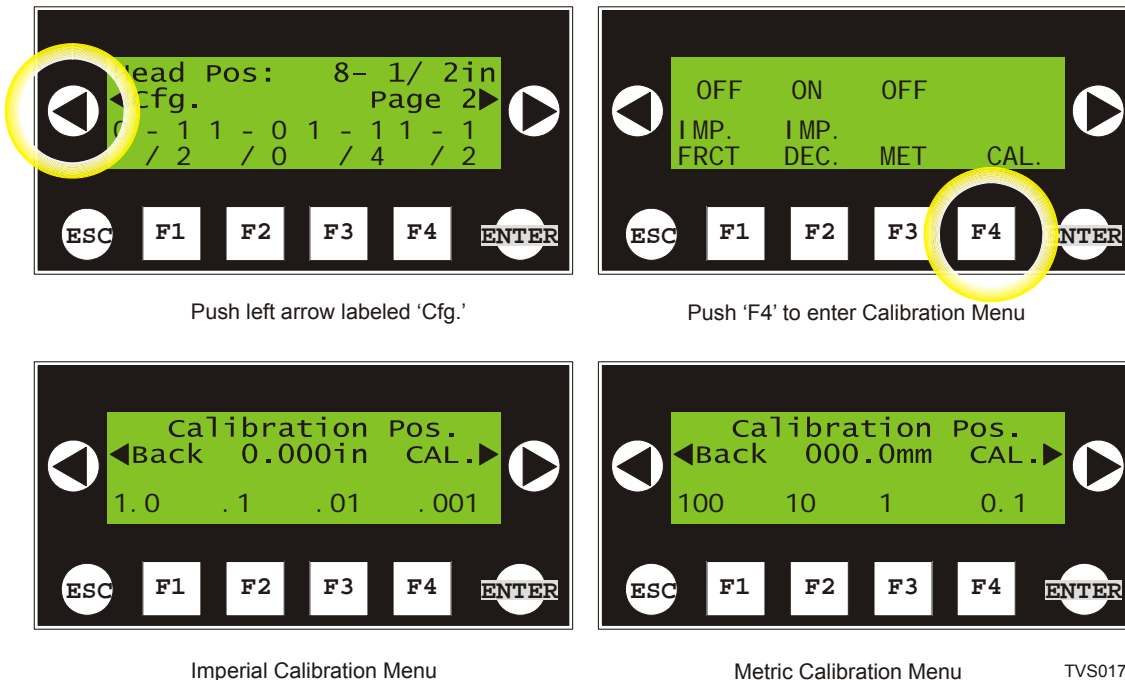 Head Pos: 8- 1/ 2in
◀Cfg. Page 2▶
0 - 1 1 - 0 1 - 1 1 - 1
/ 2 / 0 / 4 / 2
ESC F1 F2 F3 F4 ENTER
Push left arrow labeled ‘Cfg.’
OFF ON OFF
IMP. IMP.
FRCT DEC. MET CAL.
ESC F1 F2 F3 F4 ENTER
Push ‘F4’ to enter Calibration Menu
Calibration Pos.
◀Back 0.000in CAL.▶
1.0 .1 .01 .001
ESC F1 F2 F3 F4 ENTER
Imperial Calibration Menu
Calibration Pos.
◀Back 000.0mm CAL.▶
100 10 1 0.1
ESC F1 F2 F3 F4 ENTER
Metric Calibration Menu
TVS017